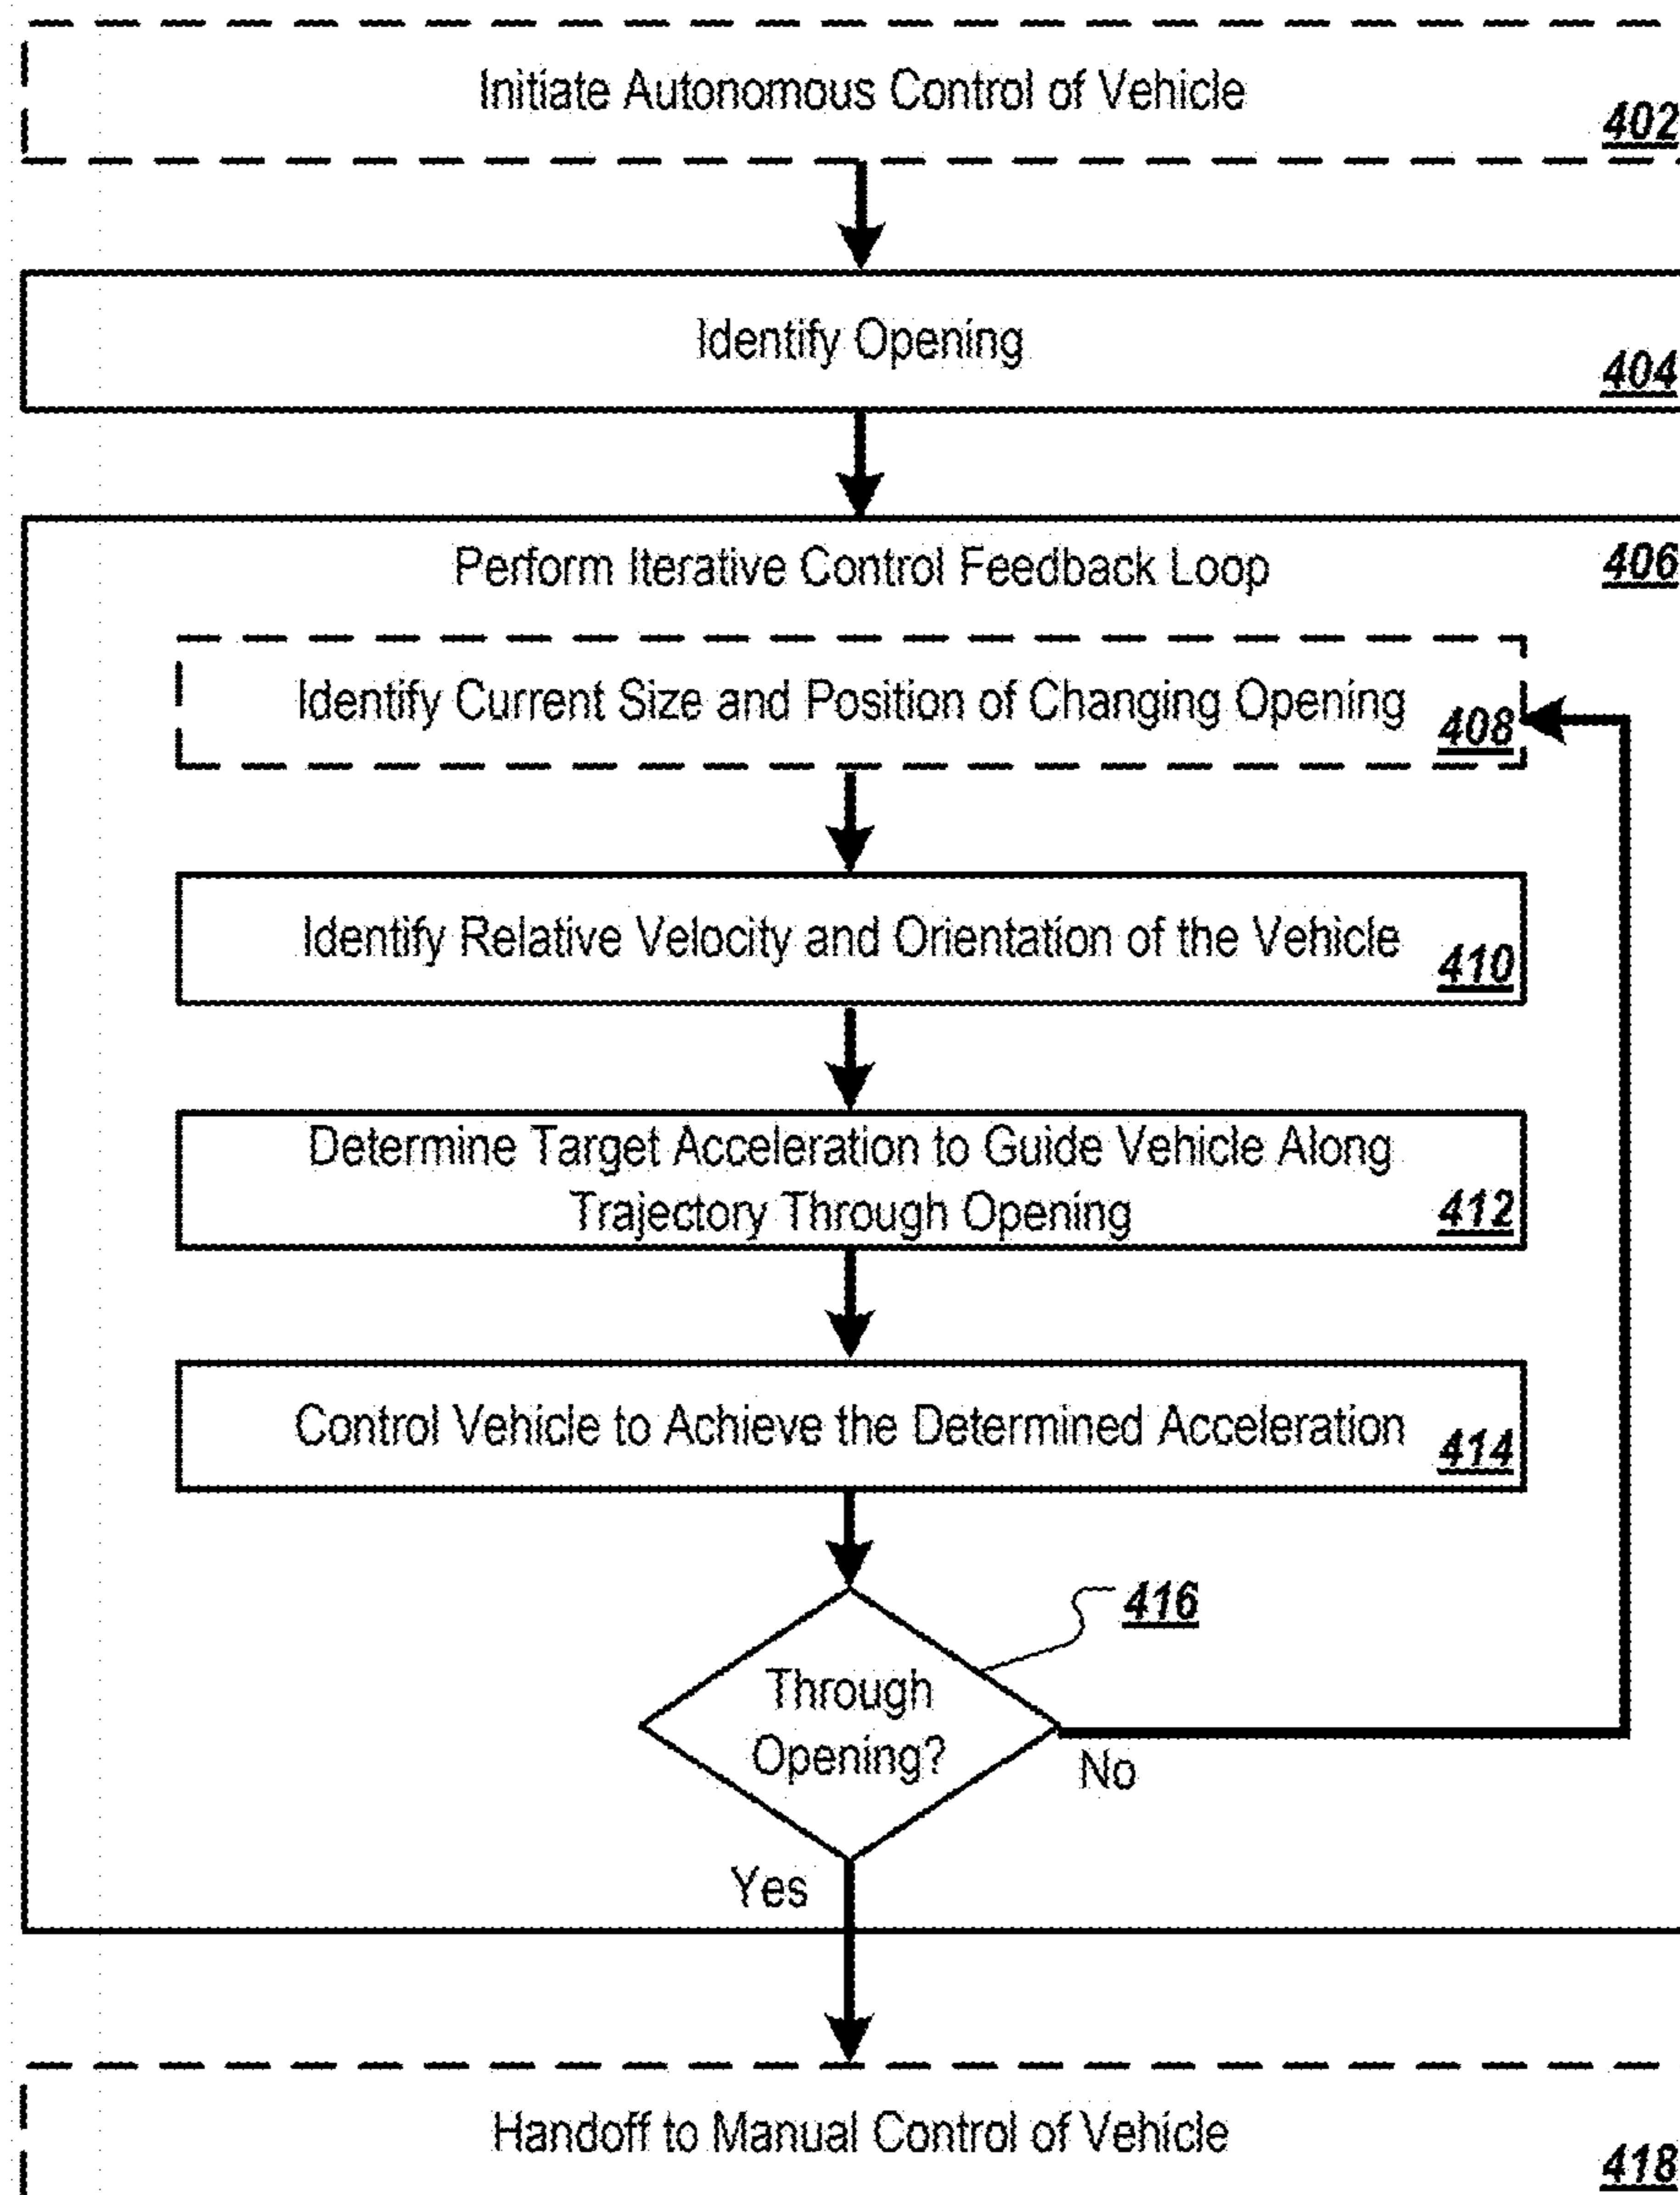 Initiate Autonomous Control of Vehicle
402
Identify Opening
404
Perform Iterative Control Feedback Loop
406
Identify Current Size and Position of Changing Opening
408
Identify Relative Velocity and Orientation of the Vehicle
410
Determine Target Acceleration to Guide Vehicle Along
Trajectory Through Opening
412
Control Vehicle to Achieve the Determined Acceleration
414
416
Through
Opening?
No
Yes
Handoff to Manual Control of Vehicle
418